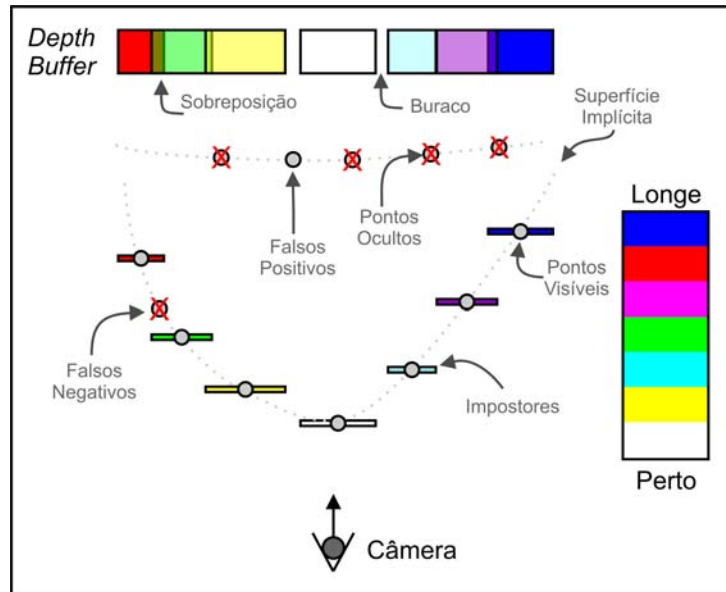 Depth
Buffer
Sobreposição
Buraco
Superfície
Implícita
Falsos
Positivos
Pontos
Ocultos
Longe
Pontos
Visíveis
Falsos
Negativos
Impostores
Perto
Câmera